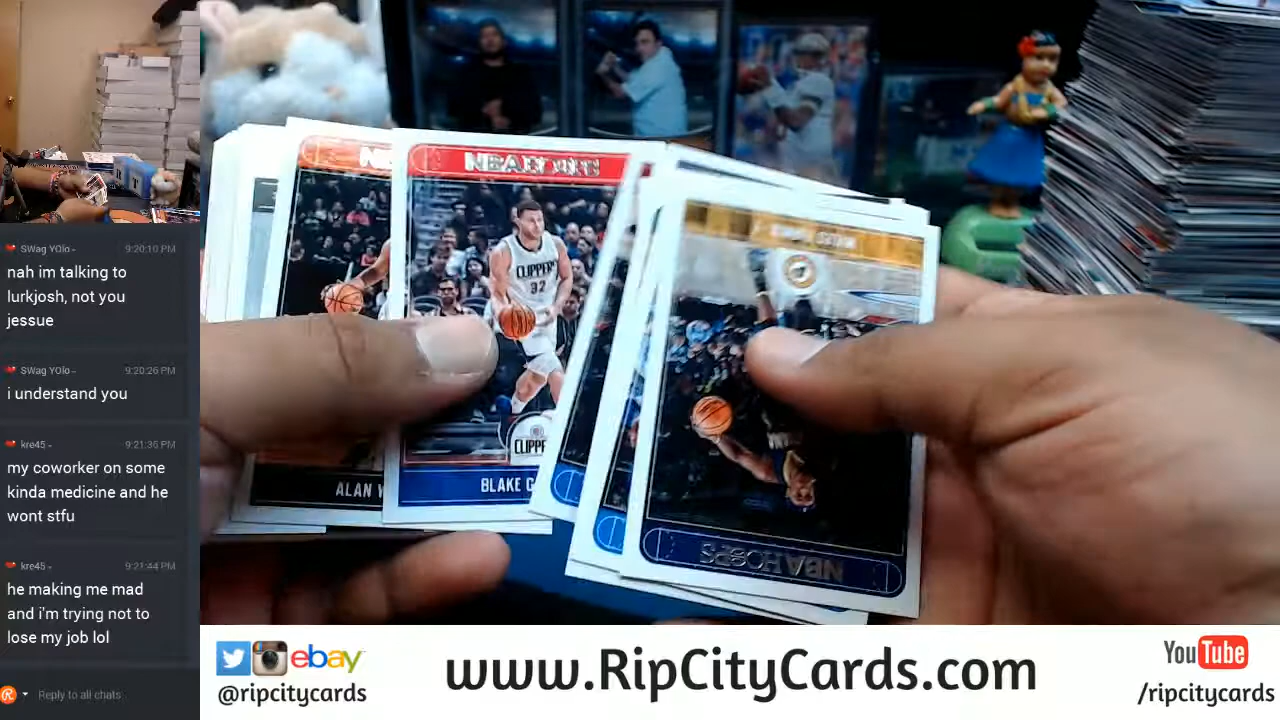 SWag YOlo - 9:20:10 PM
nah im talking to
lurkjosh, not you
jessue
SWag YOlo - 9:20:26 PM
i understand you
kre45 - 9:21:36 PM
my coworker on some
kinda medicine and he
wont stfu
kre45 - 9:21:44 PM
he making me mad
and i'm trying not to
lose my job lol
Reply to all chats
CLIPPERS
32
CLIPPE
ALAN W
BLAKE G
NBA HOOPS
ebay
@ripcitycards
www.RipCityCards.com
YouTube
/ripcitycards